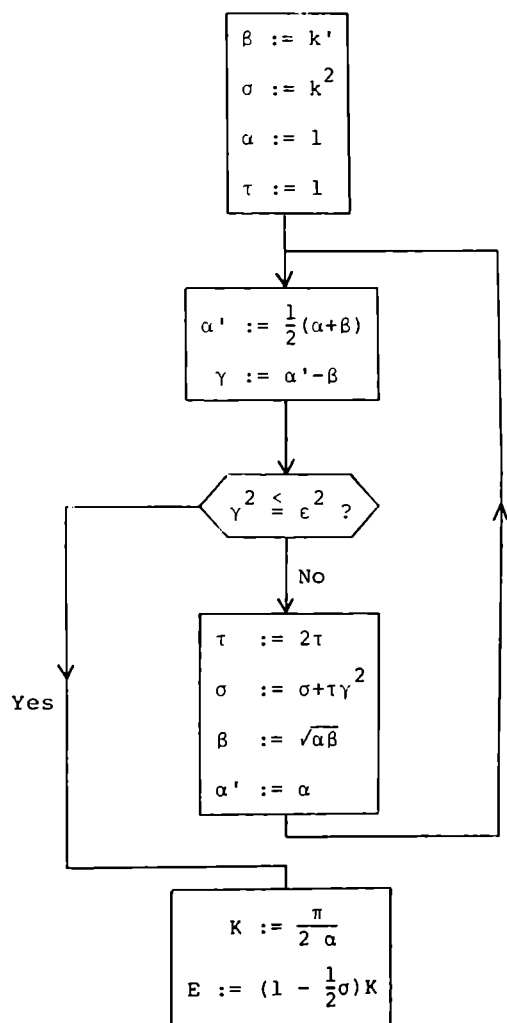 β := k'
σ := k²
α := 1
τ := 1
α' := ½(α+β)
γ := α'-β
γ² ≦ ε² ?
No
τ := 2τ
σ := σ+τγ²
β := √αβ
α' := α
Yes
K := π/(2 α)
E := (1 - ½σ)K